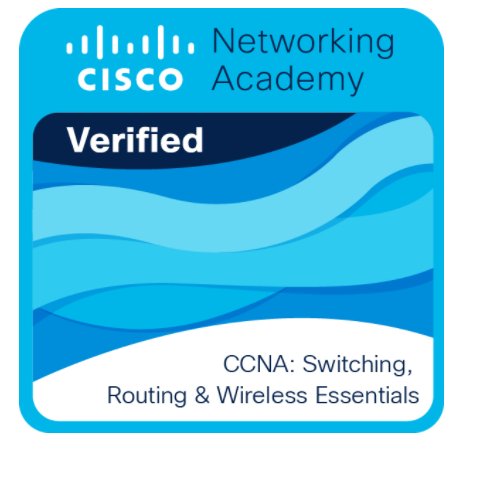 Networking
CISCO Academy
Verified
CCNA: Switching,
Routing & Wireless Essentials